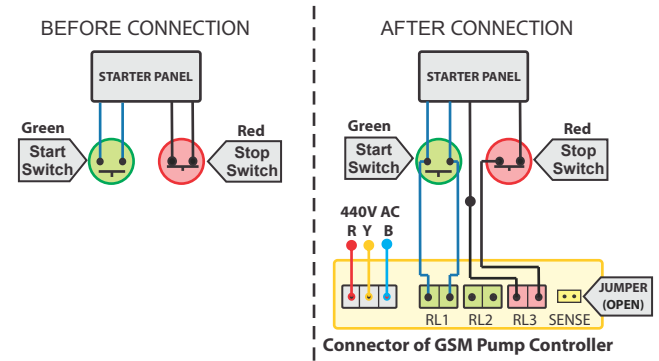 BEFORE CONNECTION
STARTER PANEL
Green
Start
Switch
Red
Stop
Switch
AFTER CONNECTION
STARTER PANEL
Green
Start
Switch
Red
Stop
Switch
440V AC
R Y B
RL1 RL2 RL3 SENSE
JUMPER
(OPEN)
Connector of GSM Pump Controller